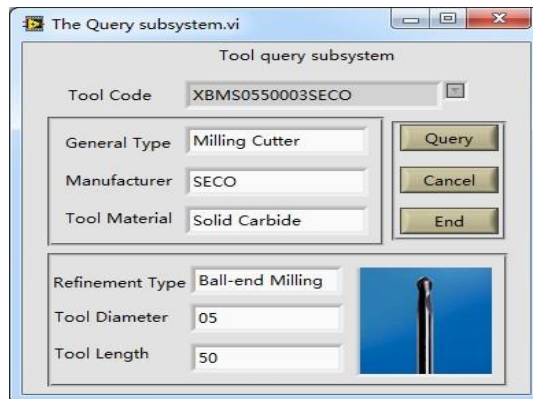 The Query subsystem.vi
Tool query subsystem
Tool Code XBMS0550003SECO
General Type Milling Cutter Query
Manufacturer SECO Cancel
Tool Material Solid Carbide End
Refinement Type Ball-end Milling
Tool Diameter 05
Tool Length 50